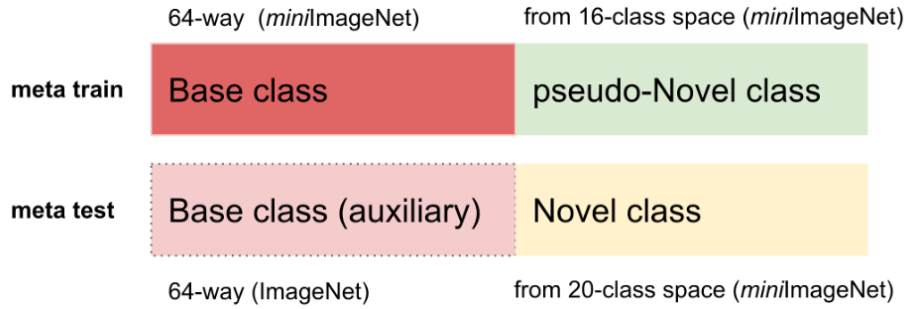 64-way (miniImageNet) from 16-class space (miniImageNet)
meta train Base class pseudo-Novel class
meta test Base class (auxiliary) Novel class
64-way (ImageNet) from 20-class space (miniImageNet)